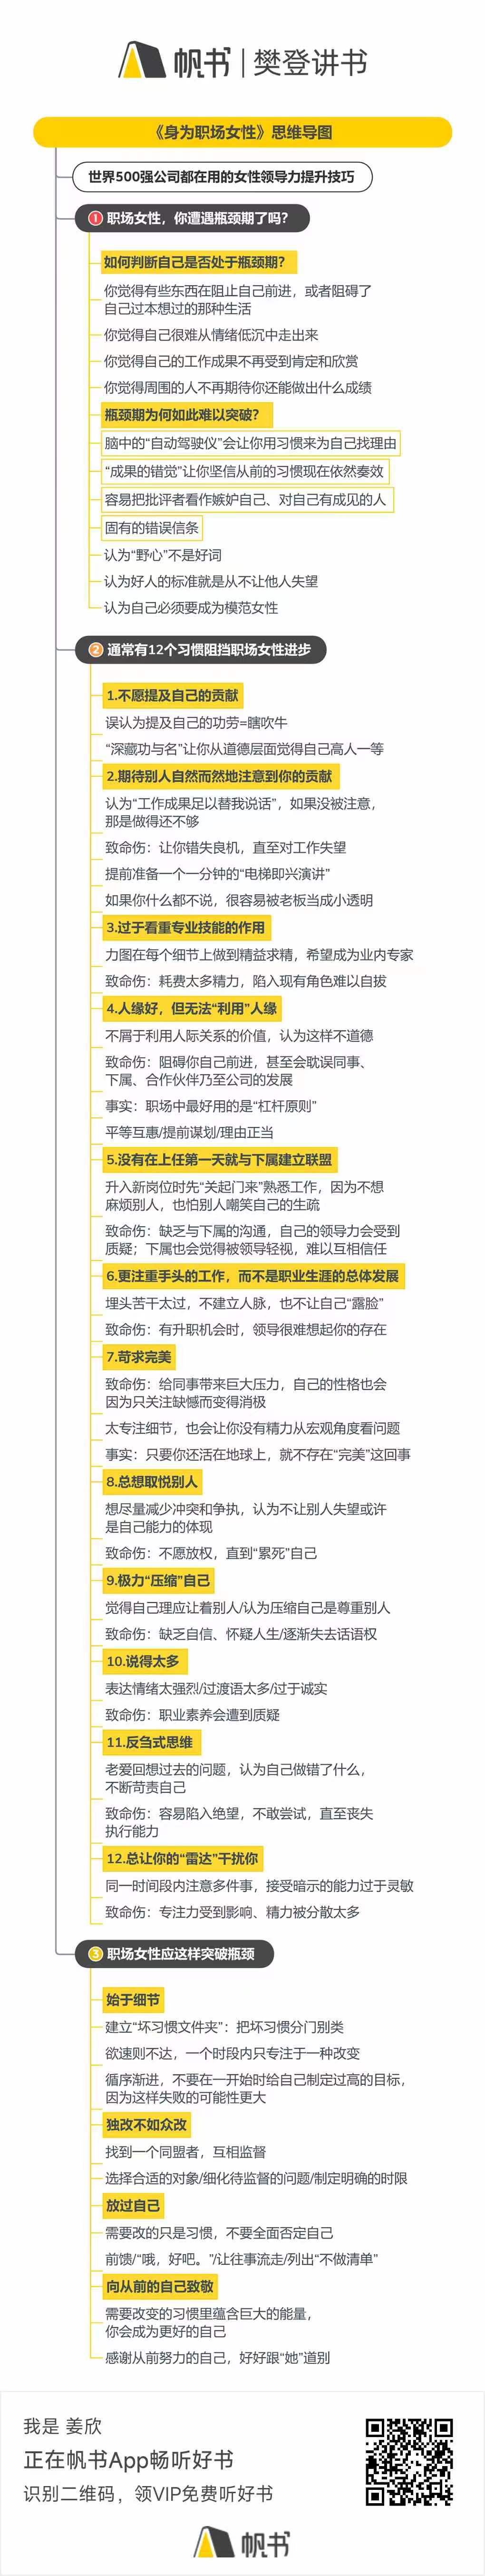 帆书 | 樊登讲书
《身为职场女性》思维导图
世界500强公司都在用的女性领导力提升技巧
1 职场女性，你遭遇瓶颈期了吗？
如何判断自己是否处于瓶颈期？
你觉得有些东西在阻止自己前进，或者阻碍了
自己过本想过的那种生活
你觉得自己很难从情绪低沉中走出来
你觉得自己的工作成果不再受到肯定和欣赏
你觉得周围的人不再期待你还能做出什么成绩
瓶颈期为何如此难以突破？
脑中的“自动驾驶仪”会让你用习惯来为自己找理由
“成果的错觉”让你坚信从前的习惯现在依然奏效
容易把批评者看作嫉妒自己、对自己有成见的人
固有的错误信条
认为“野心”不是好词
认为好人的标准就是从不让他人失望
认为自己必须要成为模范女性
2 通常有12个习惯阻挡职场女性进步
1.不愿提及自己的贡献
误认为提及自己的功劳=瞎吹牛
“深藏功与名”让你从道德层面觉得自己高人一等
2.期待别人自然而然地注意到你的贡献
认为“工作成果足以替我说话”，如果没被注意，
那是做得还不够
致命伤：让你错失良机，直至对工作失望
提前准备一个一分钟的“电梯即兴演讲”
如果你什么都不说，很容易被老板当成小透明
3.过于看重专业技能的作用
力图在每个细节上做到精益求精，希望成为业内专家
致命伤：耗费太多精力，陷入现有角色难以自拔
4.人缘好，但无法“利用”人缘
不屑于利用人际关系的价值，认为这样不道德
致命伤：阻碍你自己前进，甚至会耽误同事、
下属、合作伙伴乃至公司的发展
事实：职场中最好用的是“杠杆原则”
平等互惠/提前谋划/理由正当
5.没有在上任第一天就与下属建立联盟
升入新岗位时先“关起门来”熟悉工作，因为不想
麻烦别人，也怕别人嘲笑自己的生疏
致命伤：缺乏与下属的沟通，自己的领导力会受到
质疑；下属也会觉得被领导轻视，难以互相信任
6.更注重手头的工作，而不是职业生涯的总体发展
埋头苦干太过，不建立人脉，也不让自己“露脸”
致命伤：有升职机会时，领导很难想起你的存在
7.苛求完美
致命伤：给同事带来巨大压力，自己的性格也会
因为只关注缺憾而变得消极
太专注细节，也会让你没有精力从宏观角度看问题
事实：只要你还活在地球上，就不存在“完美”这回事
8.总想取悦别人
想尽量减少冲突和争执，认为不让别人失望或许
是自己能力的体现
致命伤：不愿放权，直到“累死”自己
9.极力“压缩”自己
觉得自己理应让着别人/认为压缩自己是尊重别人
致命伤：缺乏自信、怀疑人生/逐渐失去话语权
10.说得太多
表达情绪太强烈/过渡语太多/过于诚实
致命伤：职业素养会遭到质疑
11.反刍式思维
老爱回想过去的问题，认为自己做错了什么，
不断苛责自己
致命伤：容易陷入绝望，不敢尝试，直至丧失
执行能力
12.总让你的“雷达”干扰你
同一时间段内注意多件事，接受暗示的能力过于灵敏
致命伤：专注力受到影响、精力被分散太多
3 职场女性应这样突破瓶颈
始于细节
建立“坏习惯文件夹”：把坏习惯分门别类
欲速则不达，一个时段内只专注于一种改变
循序渐进，不要在一开始时给自己制定过高的目标，
因为这样失败的可能性更大
独改不如众改
找到一个同盟者，互相监督
选择合适的对象/细化待监督的问题/制定明确的时限
放过自己
需要改的只是习惯，不要全面否定自己
前馈/“哦，好吧。”/让往事流走/列出“不做清单”
向从前的自己致敬
需要改变的习惯里蕴含巨大的能量，
你会成为更好的自己
感谢从前努力的自己，好好跟“她”道别
我是 姜欣
正在帆书App畅听好书
识别二维码，领VIP免费听好书
帆书